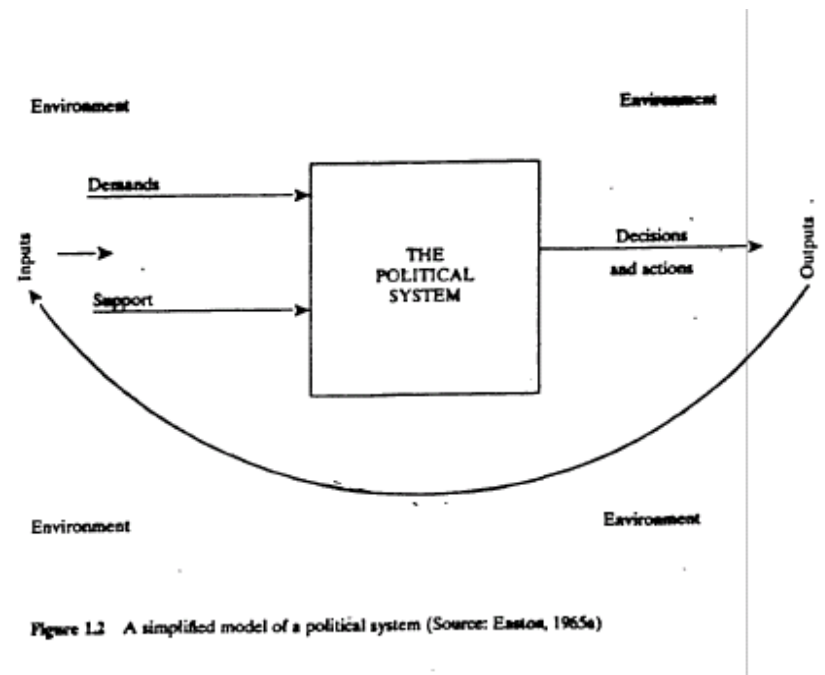 Environment
Environment
Demands
Inputs
Support
THE
POLITICAL
SYSTEM
Decisions
and actions
Outputs
Environment
Environment
Figure 1.2 A simplified model of a political system (Source: Easton, 1965a)